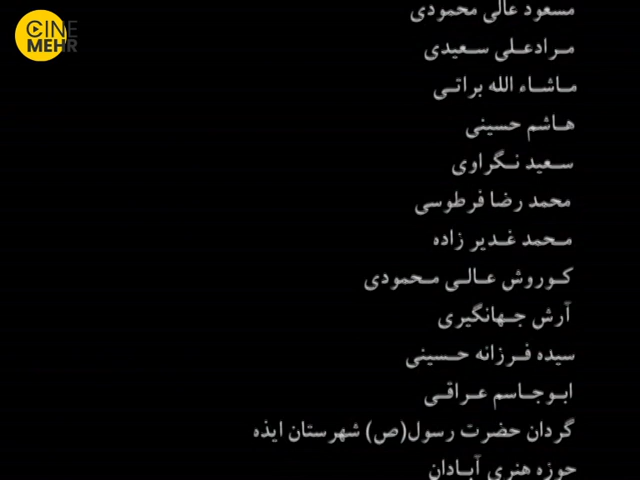 CINE
MEHR
مسعود عالی محمودی
مرادعلی سعیدی
ماشاء الله براتی
هاشم حسینی
سعید نگراوی
محمد رضا فرطوسی
محمد غدیر زاده
کوروش عالی محمودی
آرش جهانگیری
سیده فرزانه حسینی
ابوجاسم عراقی
گردان حضرت رسول(ص) شهرستان ایذه
حوزه هنری آبادان